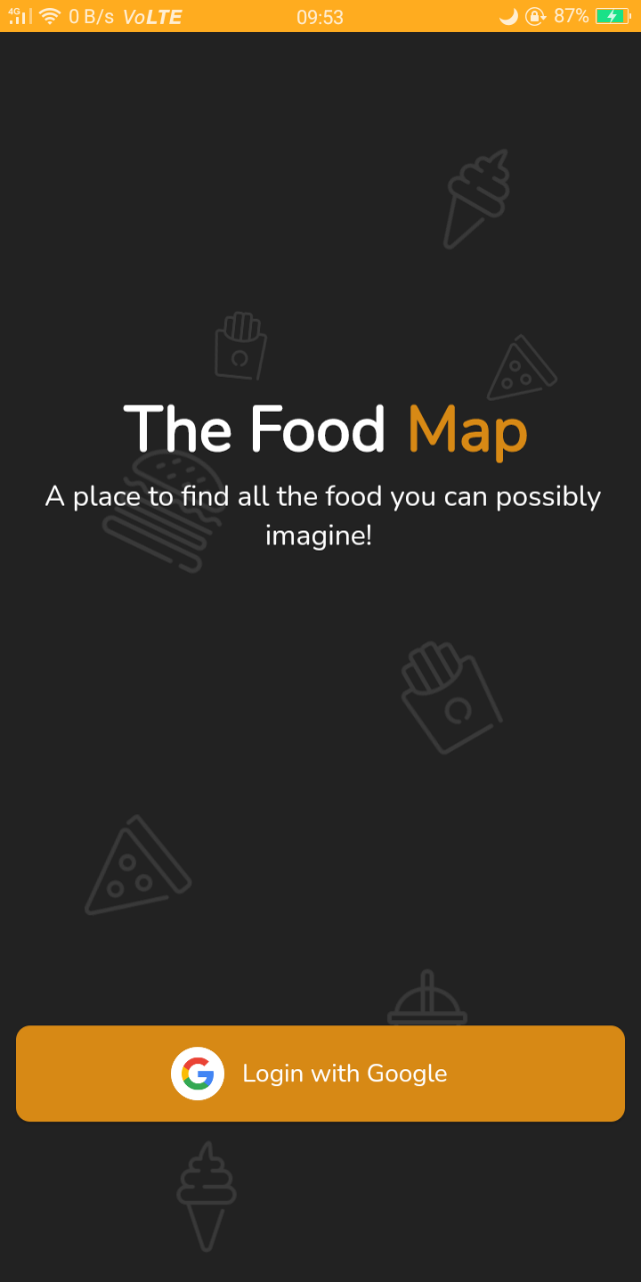 4G 0 B/s VoLTE 09:53 87%
The Food Map
A place to find all the food you can possibly
imagine!
Login with Google